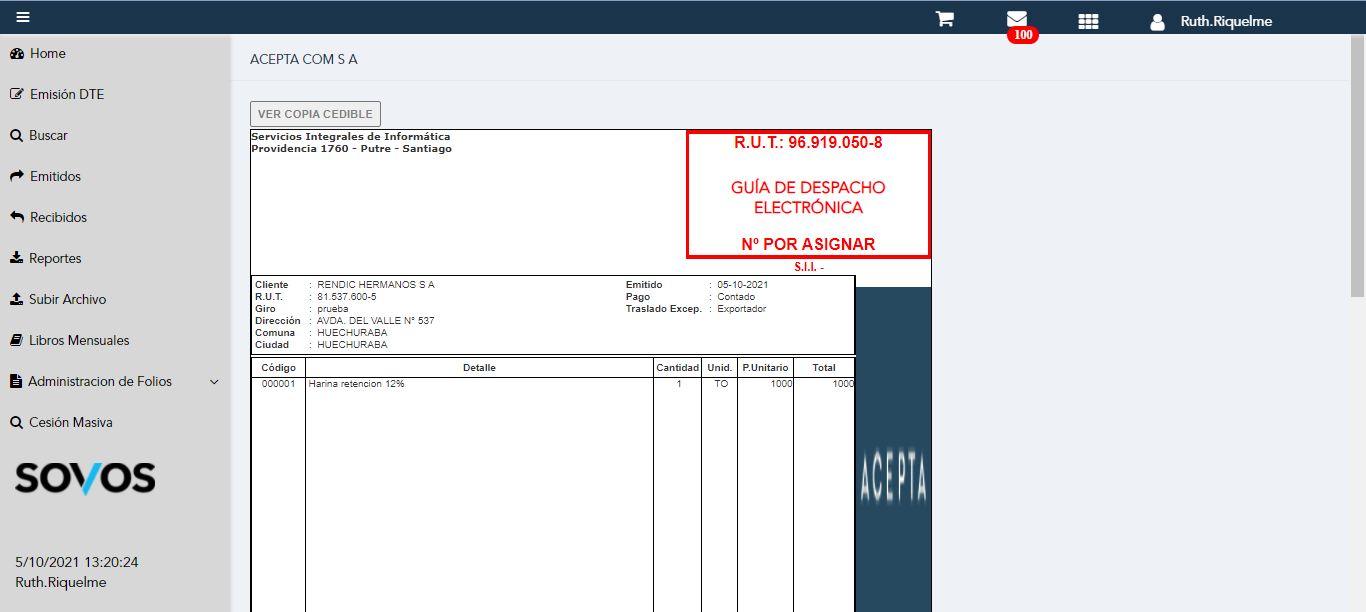 Ruth.Riquelme
100
Home
Emisión DTE
Buscar
Emitidos
Recibidos
Reportes
Subir Archivo
Libros Mensuales
Administracion de Folios
Cesión Masiva
SOVOS
5/10/2021 13:20:24
Ruth.Riquelme
ACEPTA COM S A
VER COPIA CEDIBLE
Servicios Integrales de Informática
Providencia 1760 - Putre - Santiago
R.U.T.: 96.919.050-8
GUÍA DE DESPACHO
ELECTRÓNICA
Nº POR ASIGNAR
S.I.I. -
Cliente : RENDIC HERMANOS S A Emitido : 05-10-2021
R.U.T. : 81.537.600-5 Pago : Contado
Giro : prueba Traslado Excep. : Exportador
Dirección : AVDA. DEL VALLE N° 537
Comuna : HUECHURABA
Ciudad : HUECHURABA
Código Detalle Cantidad Unid. P.Unitario Total
000001 Harina retencion 12% 1 TO 1000 1000
ACEPTA